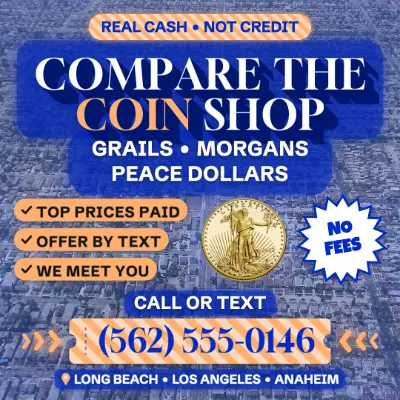 REAL CASH • NOT CREDIT
COMPARE THE
COIN SHOP
GRAILS • MORGANS
PEACE DOLLARS
TOP PRICES PAID
OFFER BY TEXT
WE MEET YOU
NO
FEES
CALL OR TEXT
(562) 555-0146
LONG BEACH • LOS ANGELES • ANAHEIM